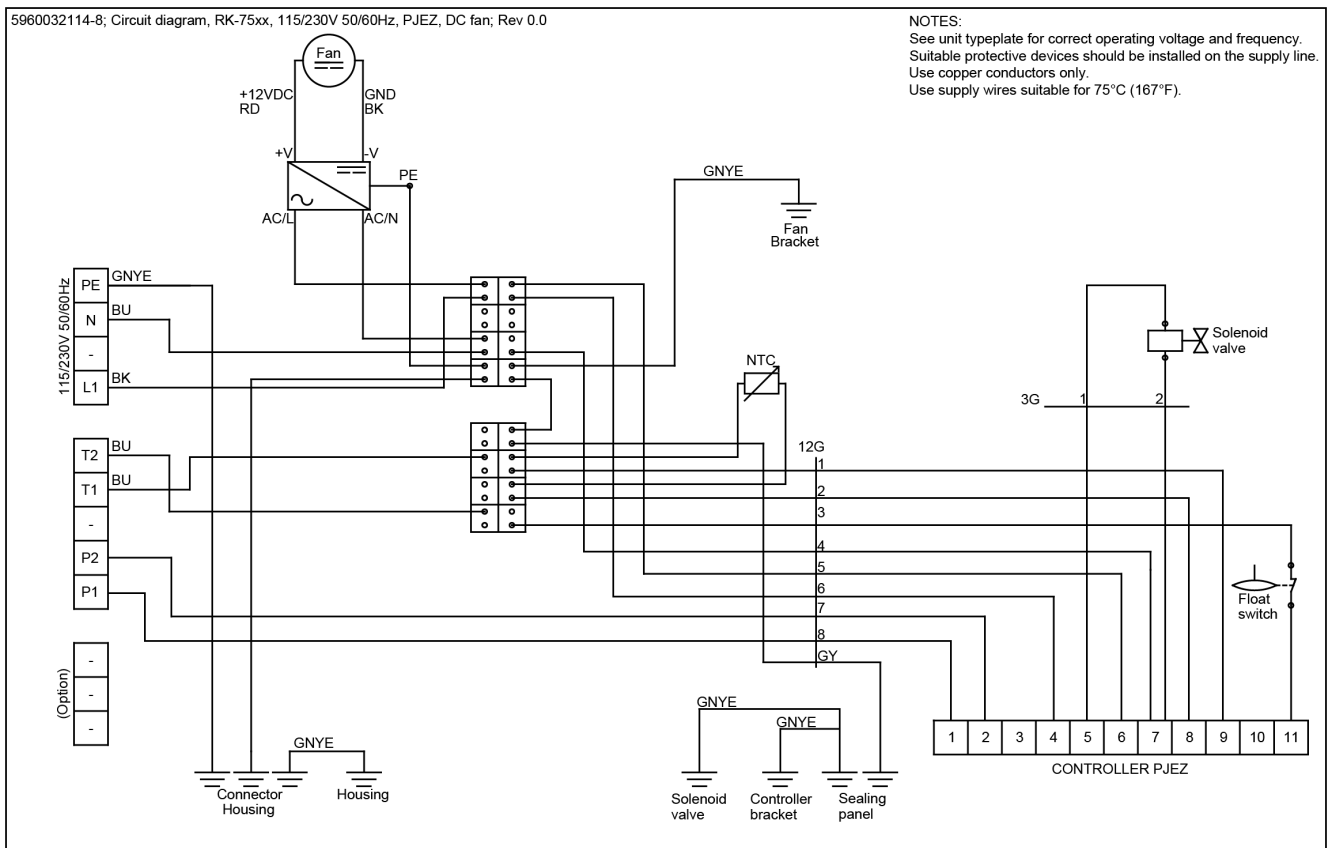 5960032114-8; Circuit diagram, RK-75xx, 115/230V 50/60Hz, PJEZ, DC fan; Rev 0.0
NOTES:
See unit typeplate for correct operating voltage and frequency.
Suitable protective devices should be installed on the supply line.
Use copper conductors only.
Use supply wires suitable for 75°C (167°F).
Fan
+12VDC
RD
GND
BK
+V
-V
PE
AC/L
AC/N
GNYE
Fan
Bracket
115/230V 50/60Hz
PE
GNYE
N
BU
-
L1
BK
T2
BU
T1
BU
-
P2
P1
(Option)
-
-
-
NTC
12G
1
2
3
4
5
6
7
8
GY
3G
1
2
Solenoid
valve
Float
switch
GNYE
Connector
Housing
Housing
GNYE
GNYE
Solenoid
valve
Controller
bracket
Sealing
panel
1 2 3 4 5 6 7 8 9 10 11
CONTROLLER PJEZ